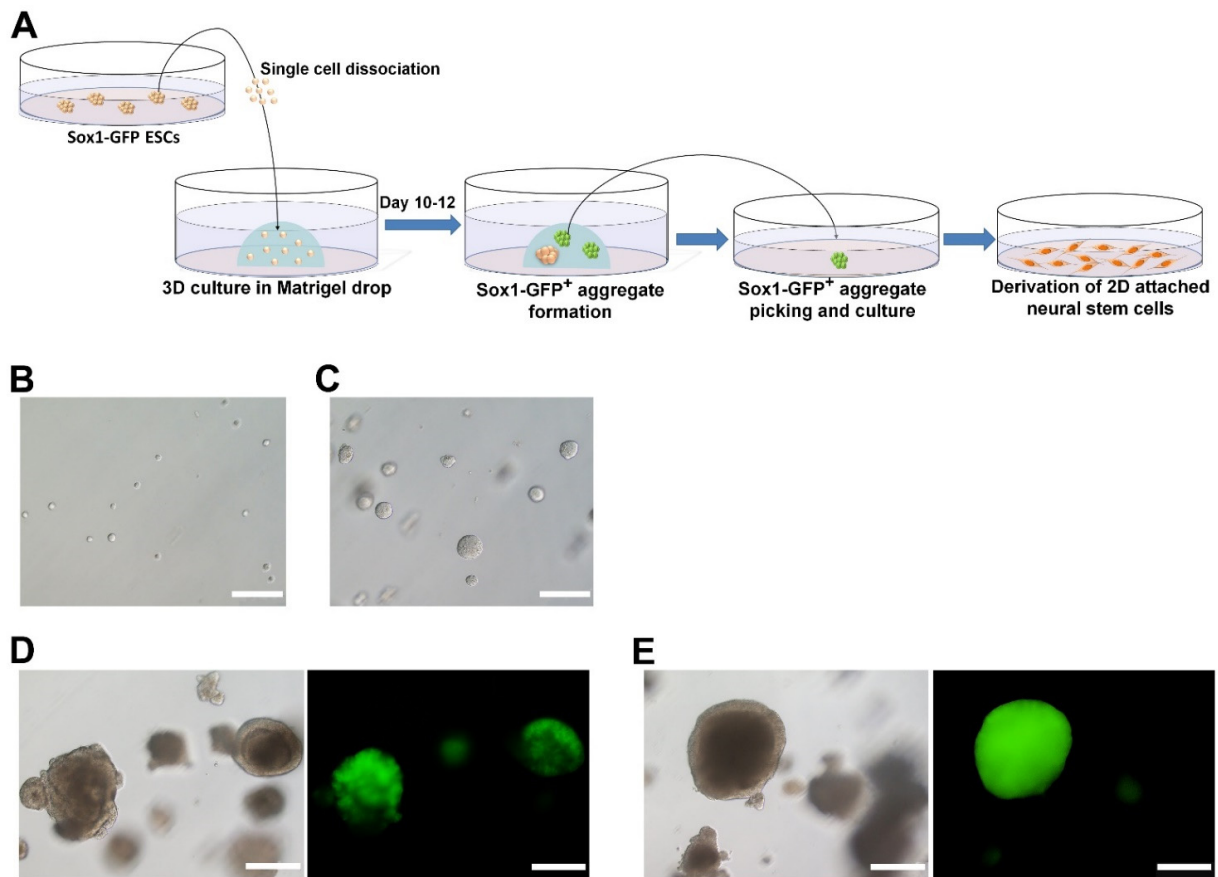 A
Single cell dissociation
Sox1-GFP ESCs
Day 10-12
3D culture in Matrigel drop
Sox1-GFP+ aggregate
formation
Sox1-GFP+ aggregate
picking and culture
Derivation of 2D attached
neural stem cells
B
C
D
E